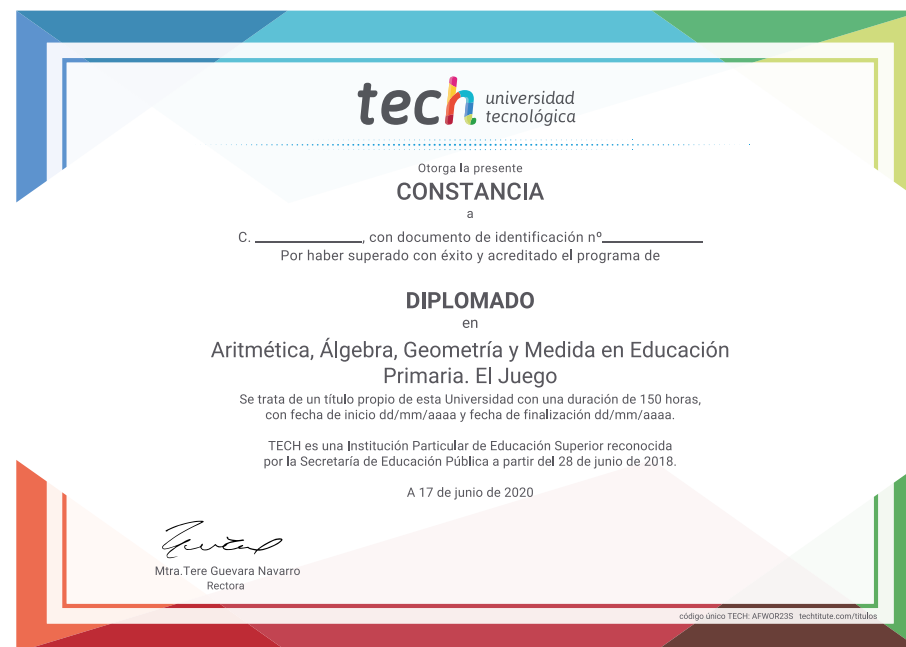 tech universidad
tecnológica
Otorga la presente
CONSTANCIA
a
C. ____________, con documento de identificación nº____________
Por haber superado con éxito y acreditado el programa de
DIPLOMADO
en
Aritmética, Álgebra, Geometría y Medida en Educación
Primaria. El Juego
Se trata de un título propio de esta Universidad con una duración de 150 horas,
con fecha de inicio dd/mm/aaaa y fecha de finalización dd/mm/aaaa.
TECH es una Institución Particular de Educación Superior reconocida
por la Secretaría de Educación Pública a partir del 28 de junio de 2018.
A 17 de junio de 2020
Mtra.Tere Guevara Navarro
Rectora
código único TECH: AFWOR23S techtitute.com/titulos